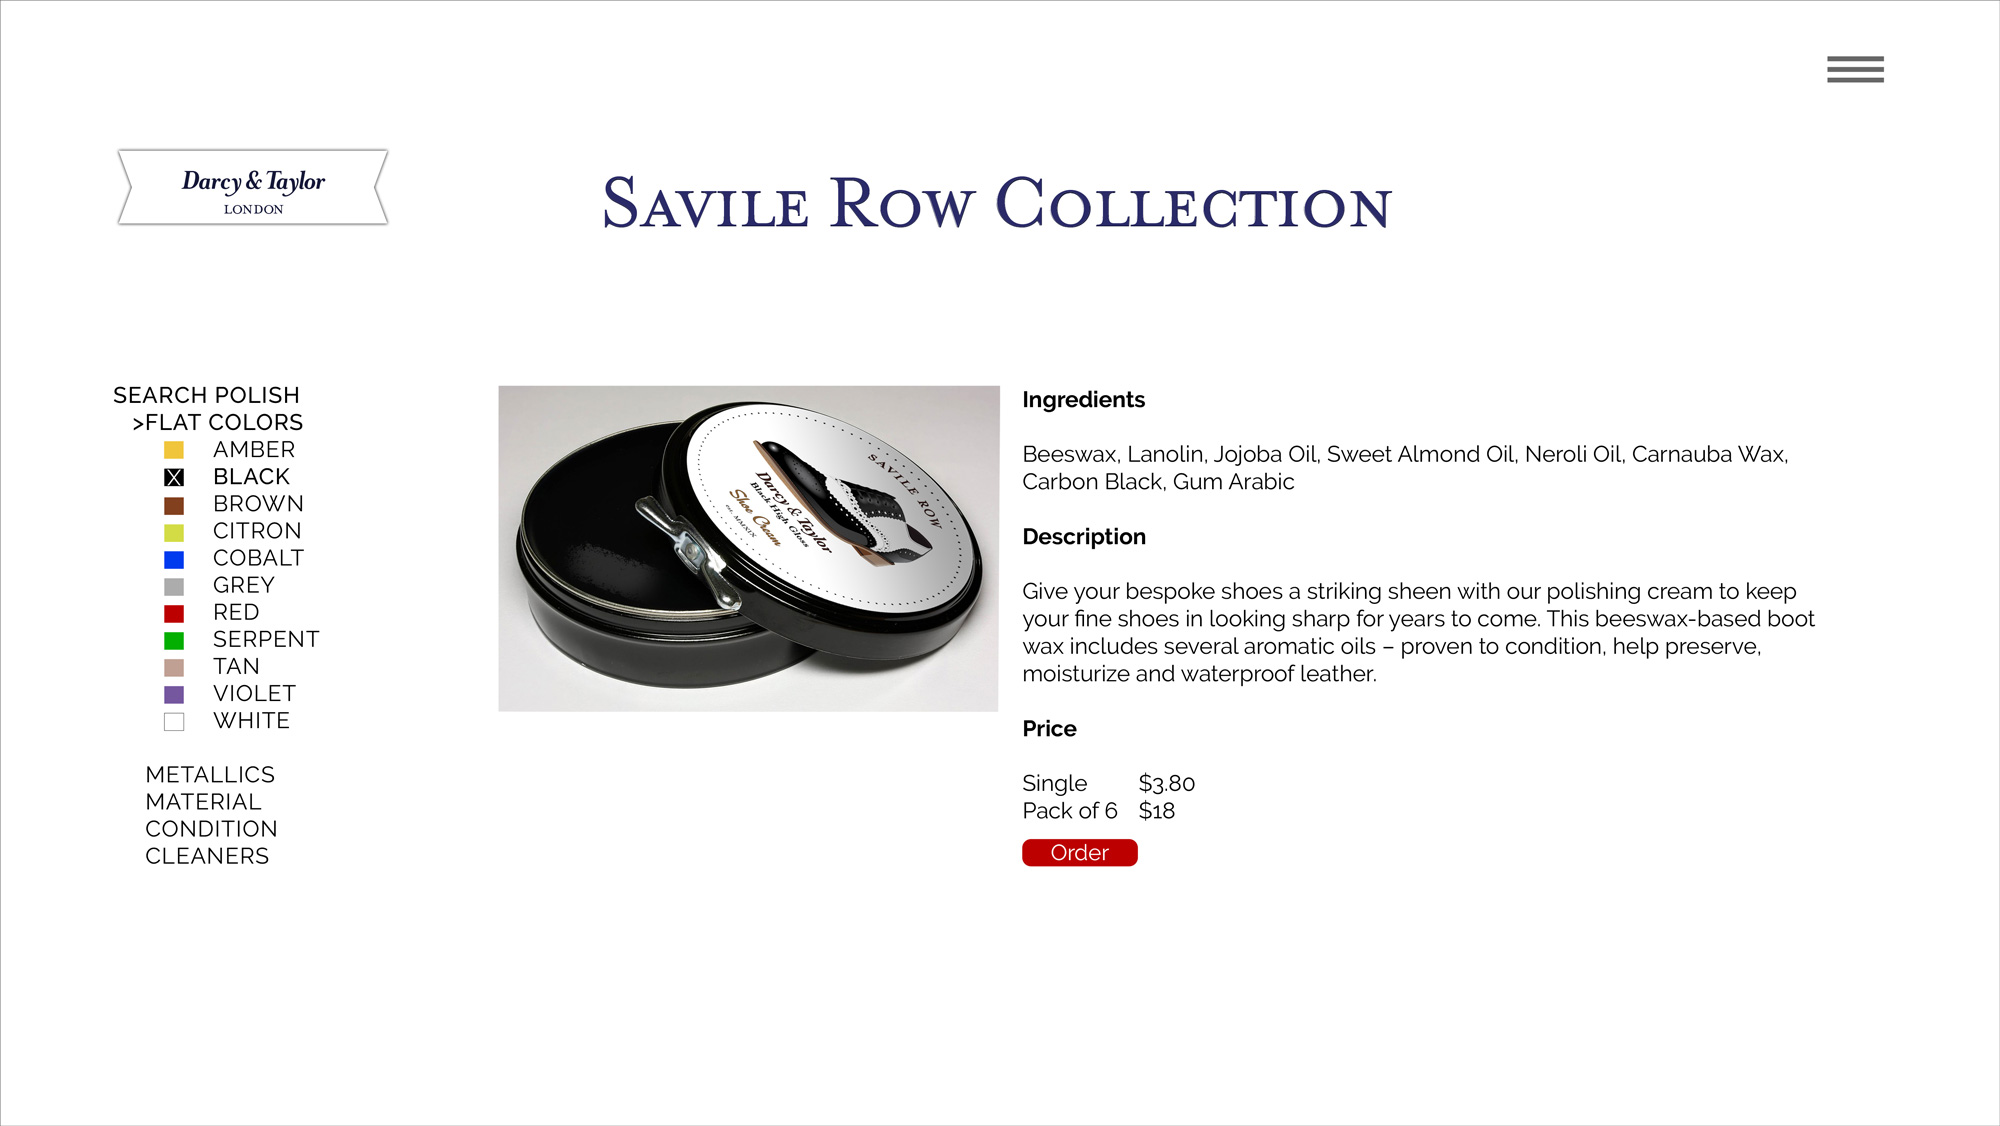 Darcy & Taylor
LONDON
SAVILE ROW COLLECTION
SEARCH POLISH
>FLAT COLORS
AMBER
X BLACK
BROWN
CITRON
COBALT
GREY
RED
SERPENT
TAN
VIOLET
WHITE
METALLICS
MATERIAL
CONDITION
CLEANERS
SAVILE ROW
Darcy & Taylor
Black High Gloss
Shoe Cream
Est. MMXIX
Ingredients
Beeswax, Lanolin, Jojoba Oil, Sweet Almond Oil, Neroli Oil, Carnauba Wax,
Carbon Black, Gum Arabic
Description
Give your bespoke shoes a striking sheen with our polishing cream to keep
your fine shoes in looking sharp for years to come. This beeswax-based boot
wax includes several aromatic oils – proven to condition, help preserve,
moisturize and waterproof leather.
Price
Single $3.80
Pack of 6 $18
Order